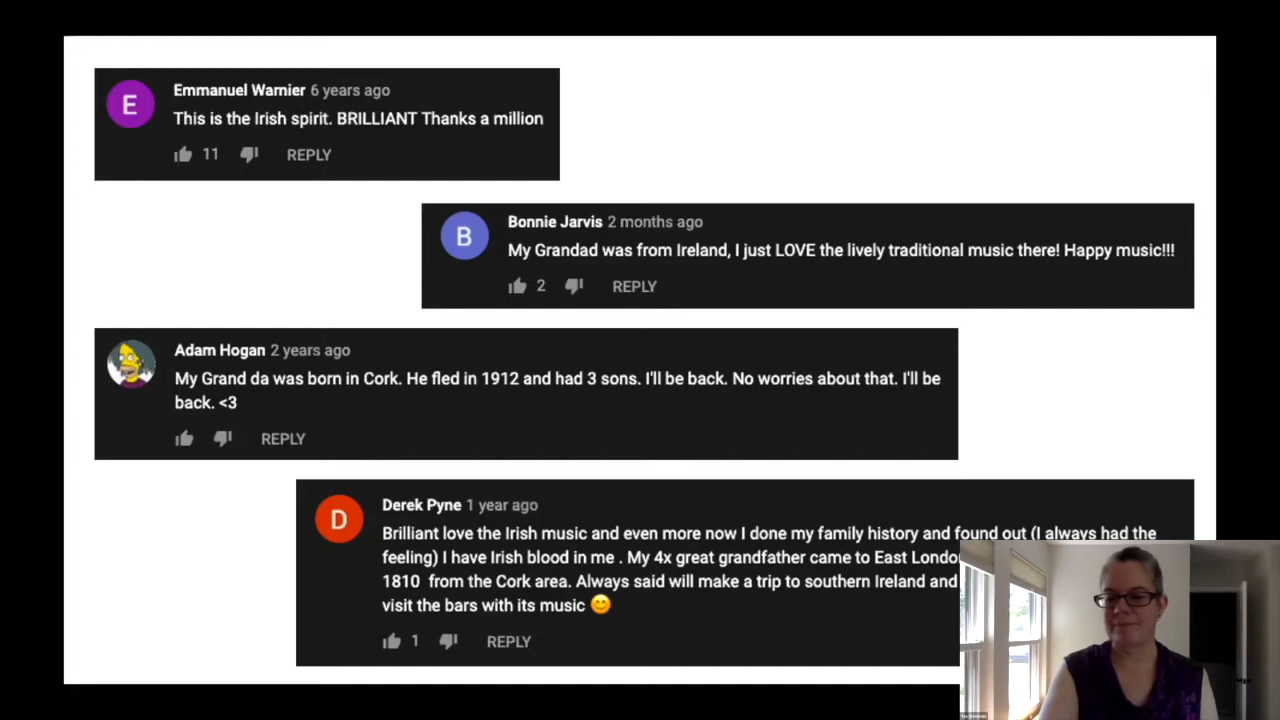 E
Emmanuel Warnier 6 years ago
This is the Irish spirit. BRILLIANT Thanks a million
11 REPLY
B
Bonnie Jarvis 2 months ago
My Grandad was from Ireland, I just LOVE the lively traditional music there! Happy music!!!
2 REPLY
Adam Hogan 2 years ago
My Grand da was born in Cork. He fled in 1912 and had 3 sons. I'll be back. No worries about that. I'll be
back. <3
REPLY
D
Derek Pyne 1 year ago
Brilliant love the Irish music and even more now I done my family history and found out (I always had the
feeling) I have Irish blood in me . My 4x great grandfather came to East
1810 from the Cork area. Always said will make a trip to southern Ireland and
visit the bars with its music 😊
1 REPLY